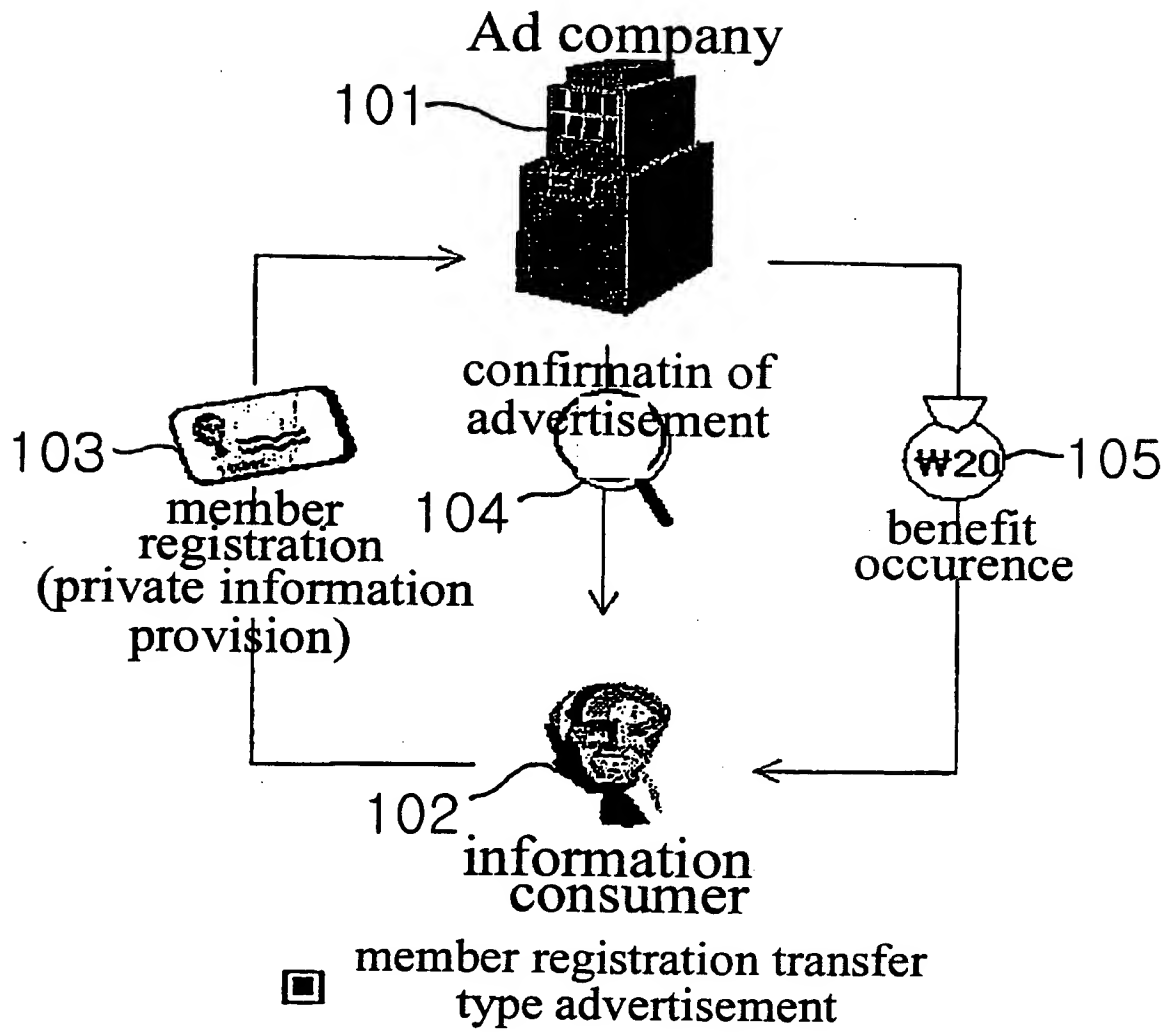 Ad company
101
confirmatin of
advertisement
103
104
₩20
105
member
registration
(private information
provision)
benefit
occurence
102
information
consumer
member registration transfer
type advertisement